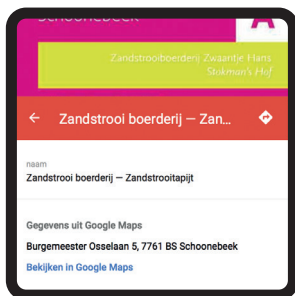 Schoonebeek
A
Zandstrooiboerderij Zwaantje Hans
Stokman's Hof
Zandstrooi boerderij — Zan...
naam
Zandstrooi boerderij — Zandstrooitapijt
Gegevens uit Google Maps
Burgemeester Osselaan 5, 7761 BS Schoonebeek
Bekijken in Google Maps